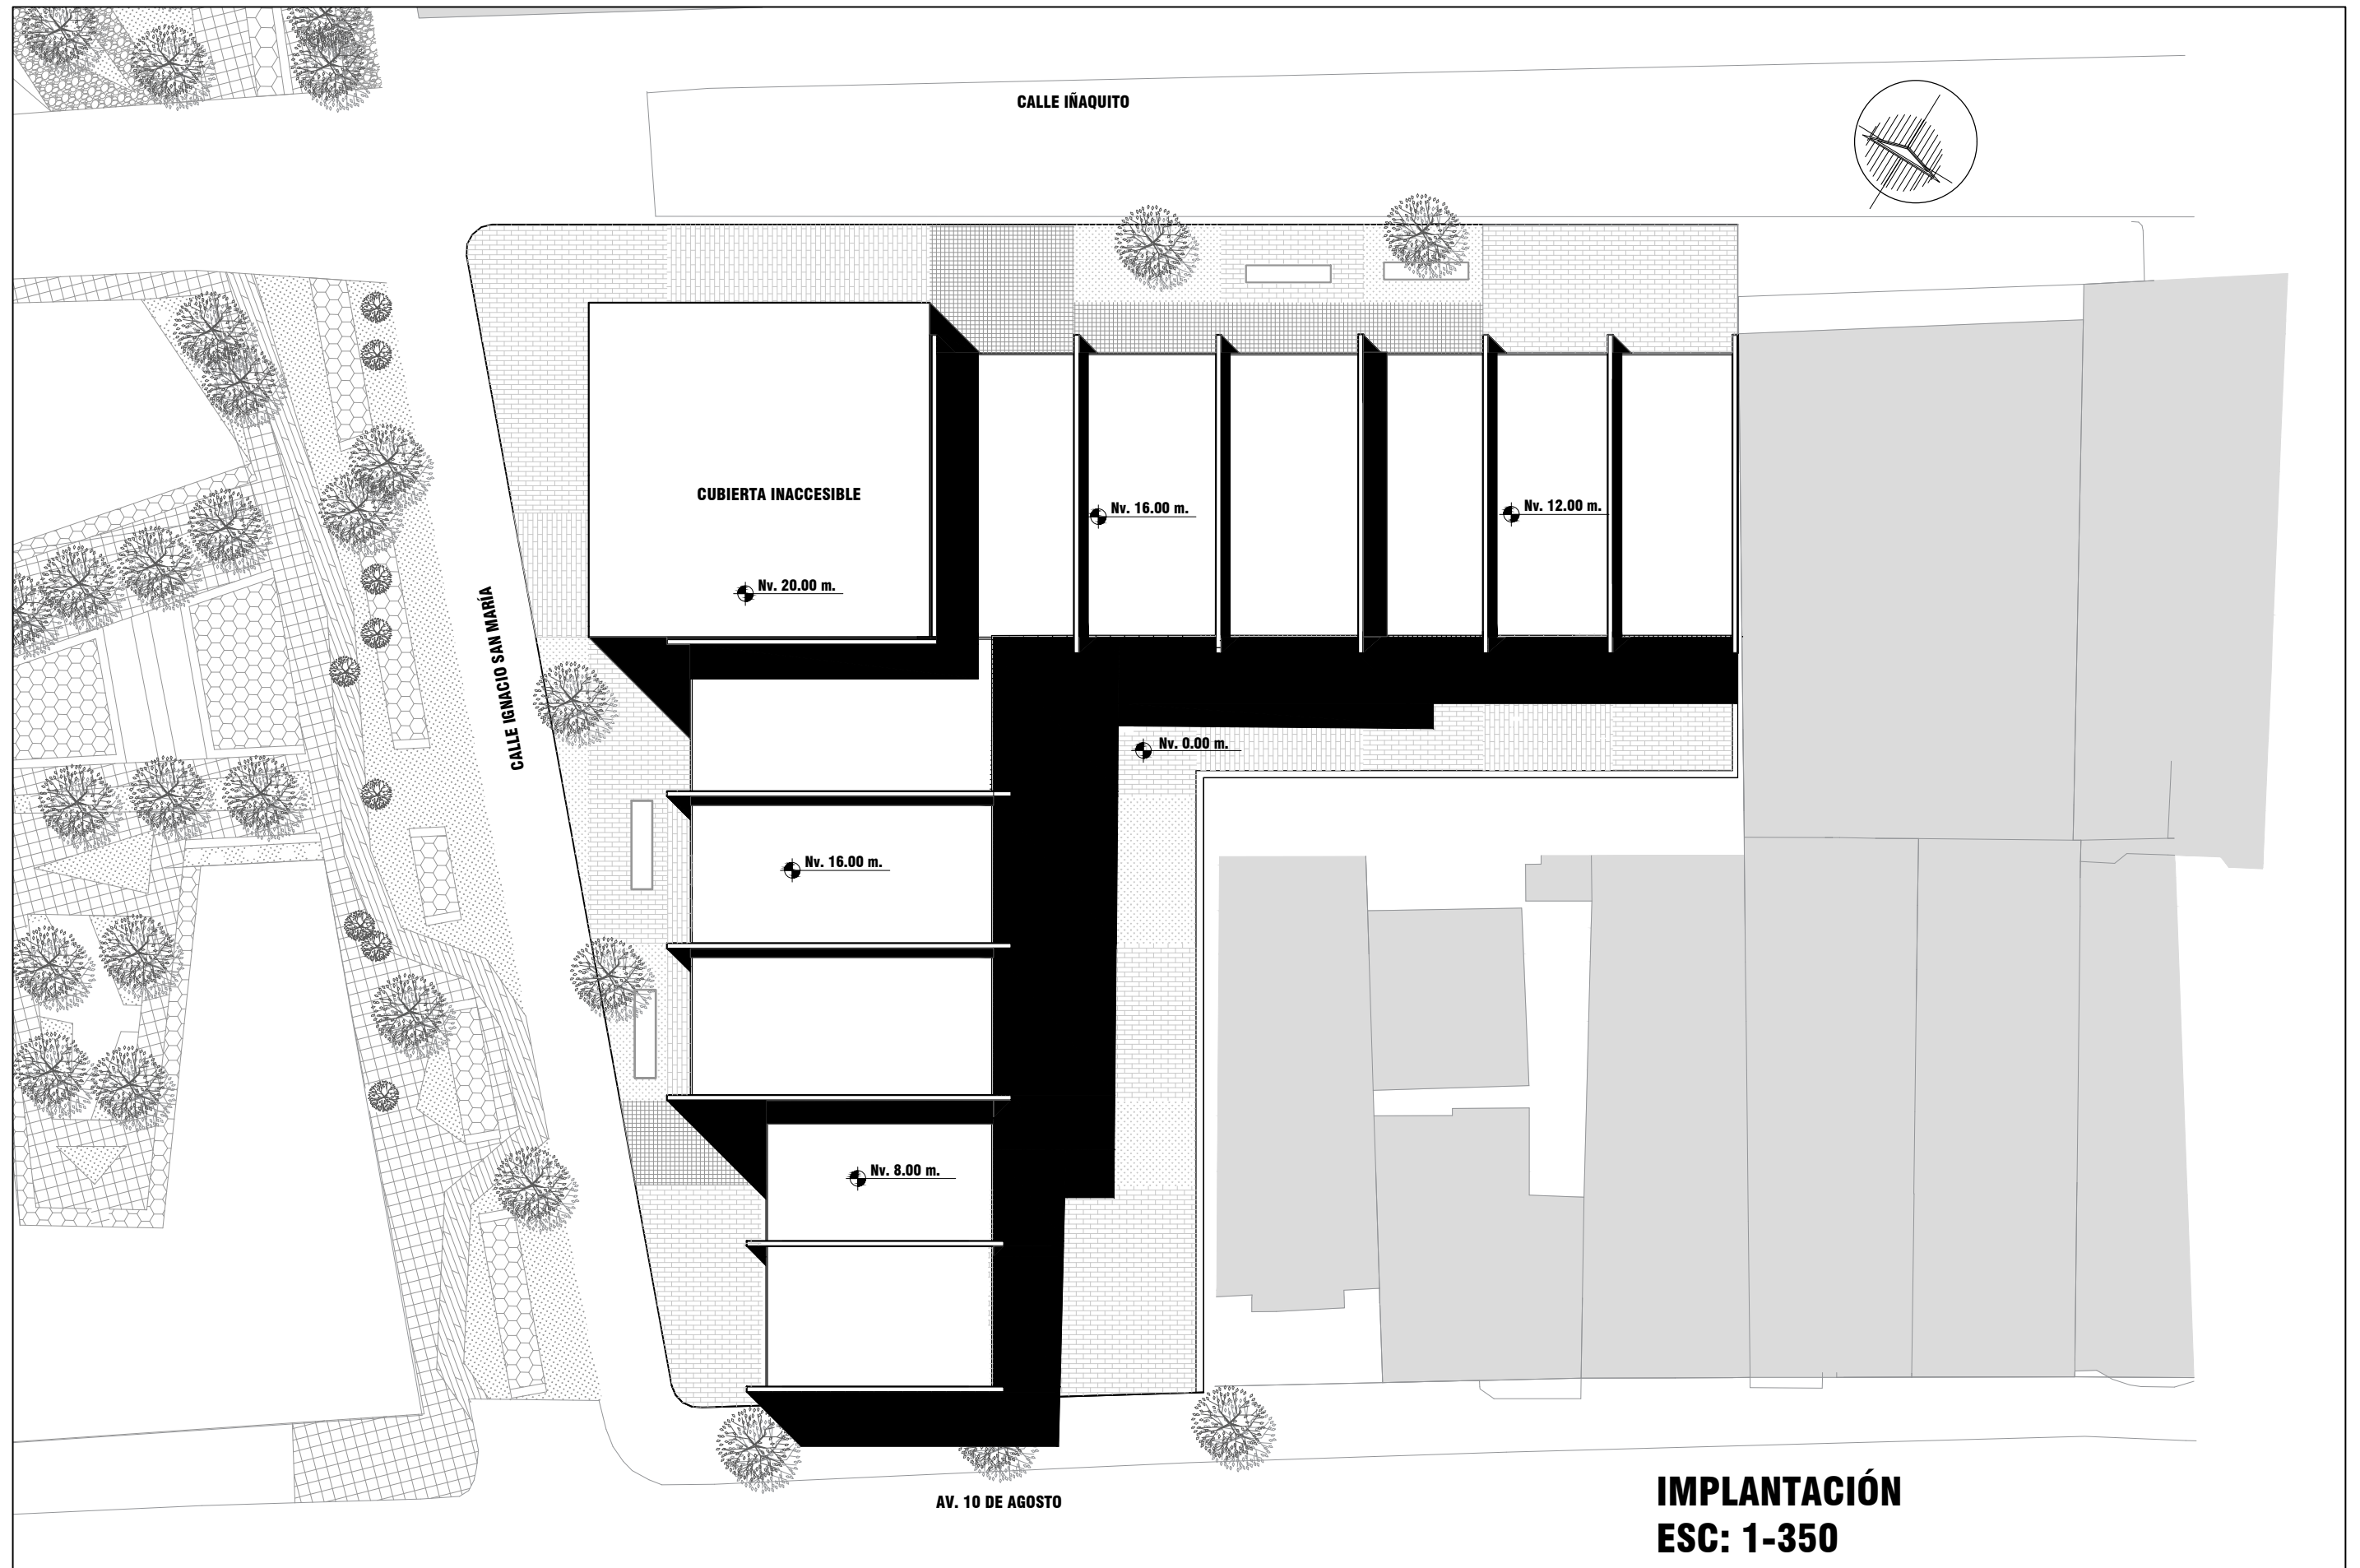 CALLE IÑAQUITO
CUBIERTA INACCESIBLE
Nv. 16.00 m.
Nv. 12.00 m.
Nv. 20.00 m.
CALLE IGNACIO SAN MARÍA
Nv. 0.00 m.
Nv. 16.00 m.
Nv. 8.00 m.
AV. 10 DE AGOSTO
IMPLANTACIÓN
ESC: 1-350